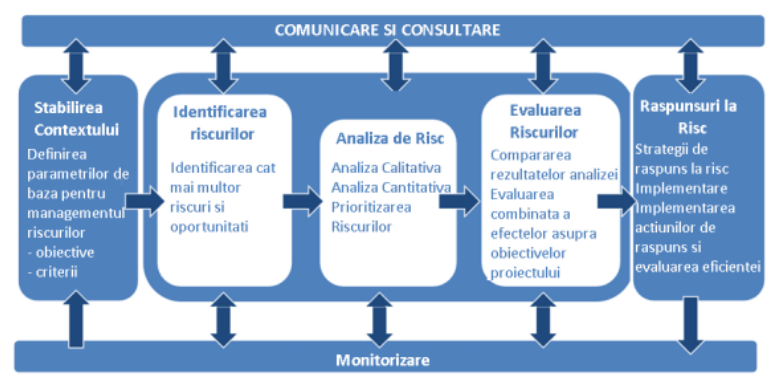 COMUNICARE SI CONSULTARE
Stabilirea
Contextului
Definirea
parametrilor de
baza pentru
managementul
riscurilor
- obiective
- criterii
Identificarea
riscurilor
Identificarea cat
mai multor
riscuri si
oportunitati
Analiza de Risc
Analiza Calitativa
Analiza Cantitativa
Prioritizarea
Riscurilor
Evaluarea
Riscurilor
Compararea
rezultatelor analizei
Evaluarea
combinata a
efectelor asupra
obiectivelor
proiectului
Raspunsuri la
Risc
Strategii de
raspuns la risc
Implementare
Implementarea
actiunilor de
raspuns si
evaluarea eficientei
Monitorizare